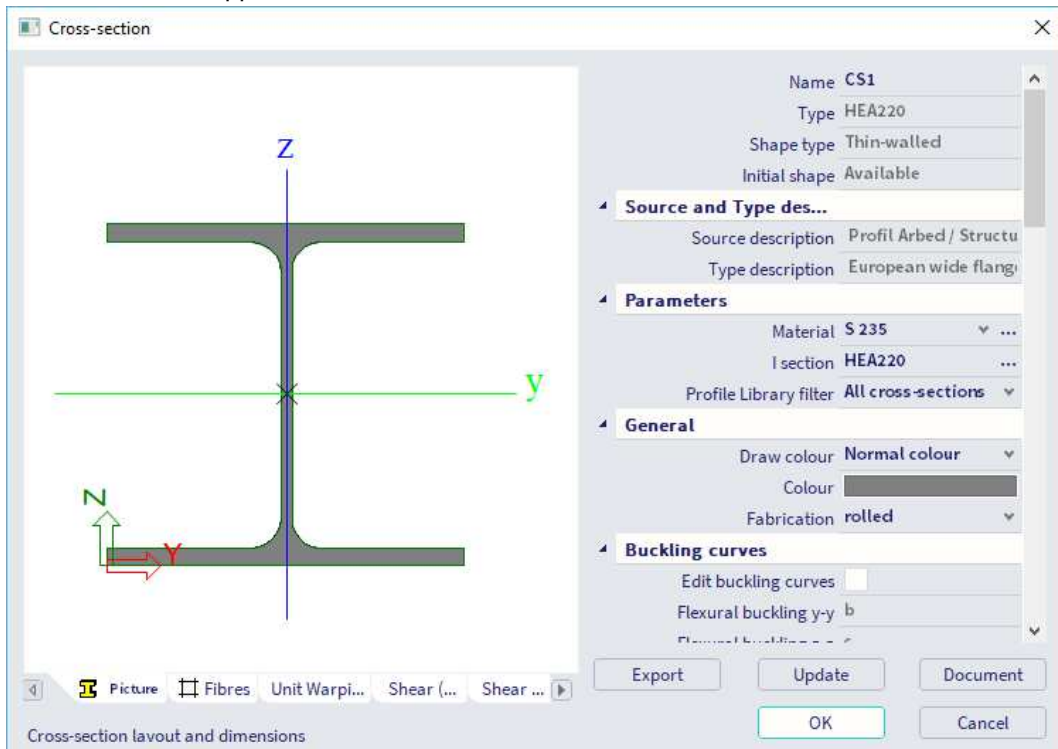 Cross-section
Name CS1
Type HEA220
Shape type Thin-walled
Initial shape Available
Source and Type des...
Source description Profil Arbed / Structu
Type description European wide flang
Parameters
Material S 235 ...
I section HEA220 ...
Profile Library filter All cross-sections
General
Draw colour Normal colour
Colour
Fabrication rolled
Buckling curves
Edit buckling curves
Flexural buckling y-y b
z
y
Z
Y
Picture Fibres Unit Warpi... Shear (... Shear ...
Export Update Document
OK Cancel
Cross-section layout and dimensions